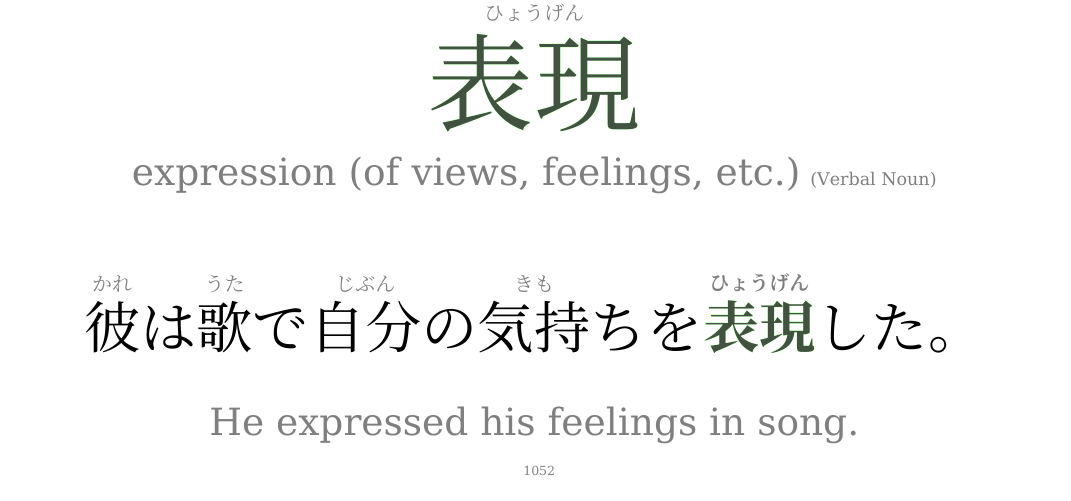 ひょうげん
表現
expression (of views, feelings, etc.) (Verbal Noun)
かれ うた じぶん きも ひょうげん
彼は歌で自分の気持ちを表現した。
He expressed his feelings in song.
1052